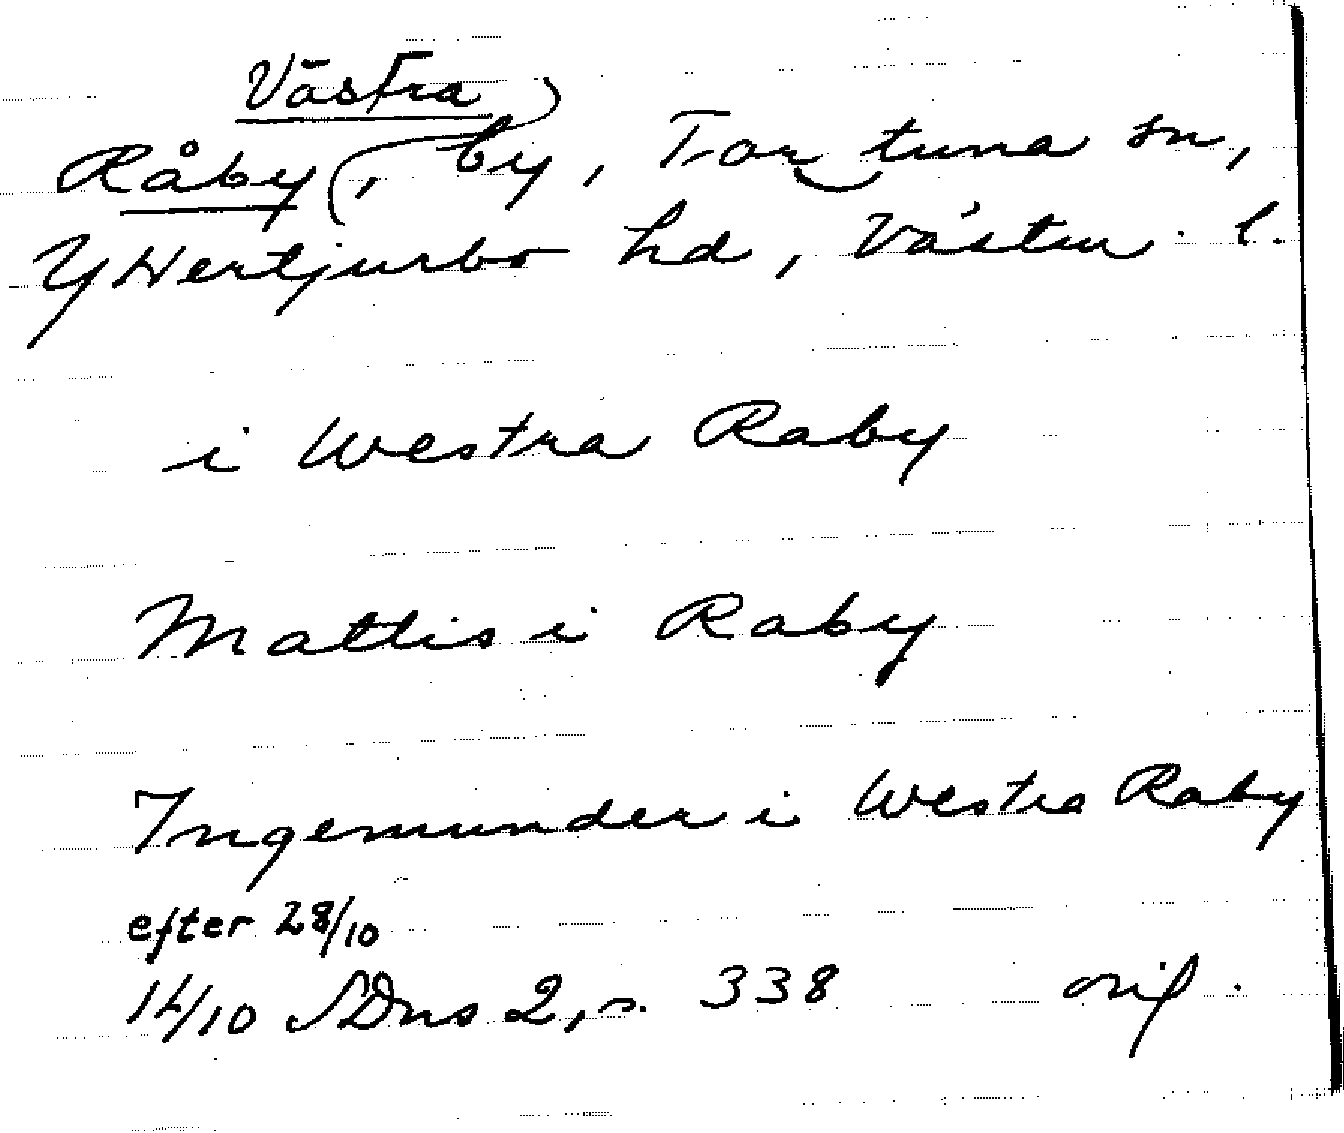 Västra
Råby, by, Tortuna sn,
Yttertjurbo hd, Västm. l.
i Westra Raby
Mattis i Raby
Ingemunder i Westra Raby
efter 28/10
14/10 SDns 2, s. 338 orig.